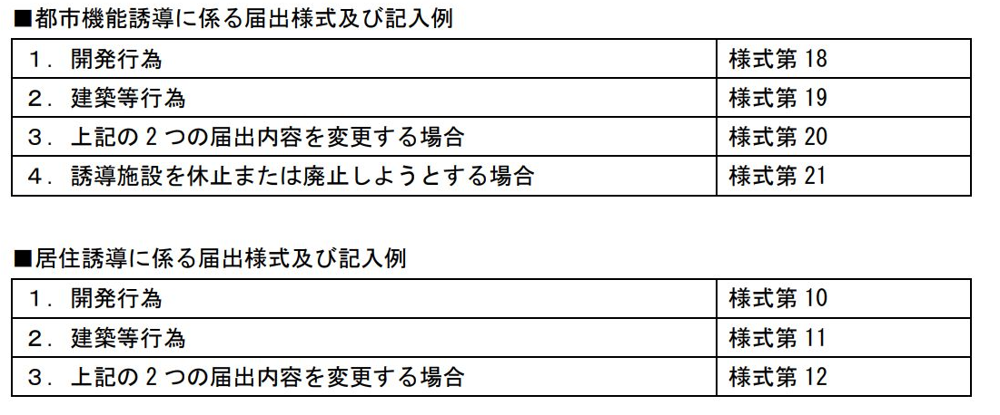 ■都市機能誘導に係る届出様式及び記入例
１．開発行為 様式第 18
２．建築等行為 様式第 19
３．上記の 2 つの届出内容を変更する場合 様式第 20
４．誘導施設を休止または廃止しようとする場合 様式第 21
■居住誘導に係る届出様式及び記入例
１．開発行為 様式第 10
２．建築等行為 様式第 11
３．上記の 2 つの届出内容を変更する場合 様式第 12